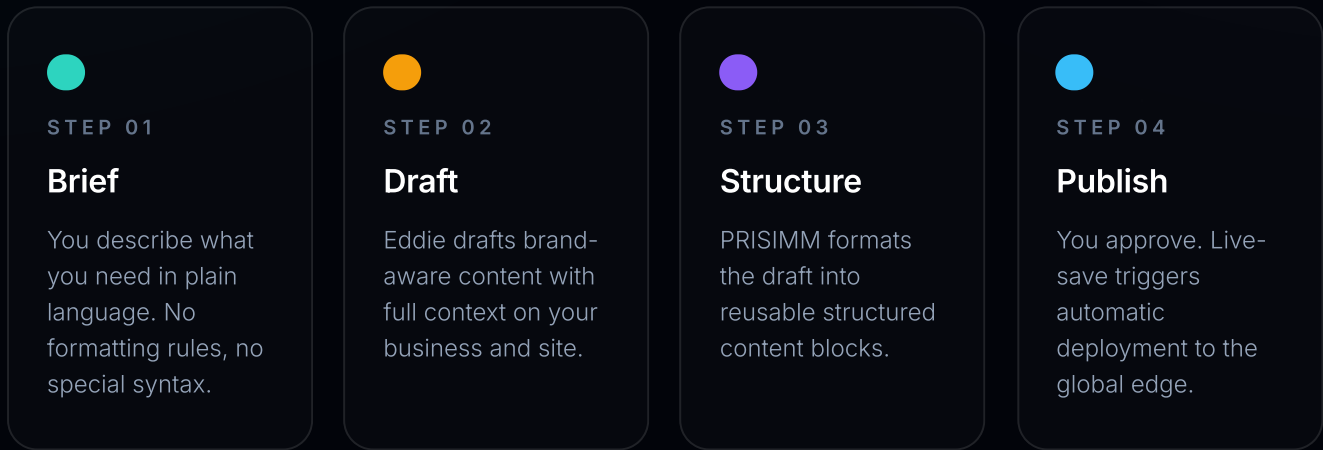 STEP 01
Brief
You describe what
you need in plain
language. No
formatting rules, no
special syntax.
STEP 02
Draft
Eddie drafts brand-
aware content with
full context on your
business and site.
STEP 03
Structure
PRISIMM formats
the draft into
reusable structured
content blocks.
STEP 04
Publish
You approve. Live-
save triggers
automatic
deployment to the
global edge.